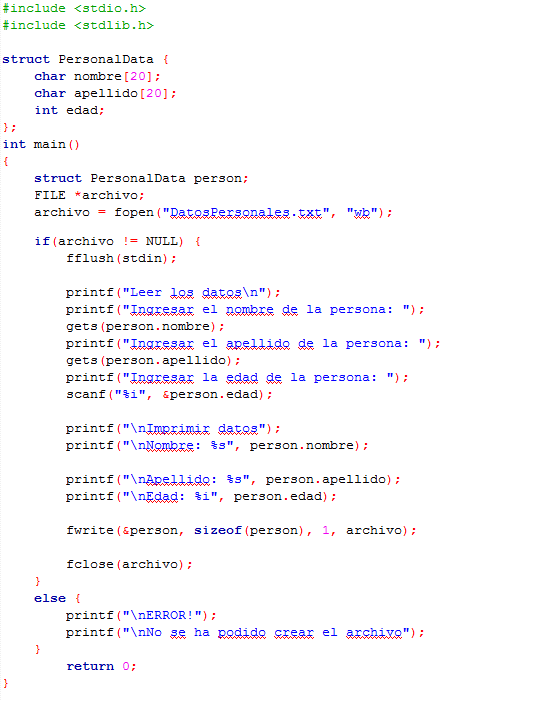 #include <stdio.h>
#include <stdlib.h>
struct PersonalData {
char nombre[20];
char apellido[20];
int edad;
};
int main()
{
struct PersonalData person;
FILE *archivo;
archivo = fopen("DatosPersonales.txt", "wb");
if(archivo != NULL) {
fflush(stdin);
printf("Leer los datos\n");
printf("Ingresar el nombre de la persona: ");
gets(person.nombre);
printf("Ingresar el apellido de la persona: ");
gets(person.apellido);
printf("Ingresar la edad de la persona: ");
scanf("%i", &person.edad);
printf("\nImprimir datos");
printf("\nNombre: %s", person.nombre);
printf("\nApellido: %s", person.apellido);
printf("\nEdad: %i", person.edad);
fwrite(&person, sizeof(person), 1, archivo);
fclose(archivo);
}
else {
printf("\nERROR!");
printf("\nNo se ha podido crear el archivo");
}
return 0;
}